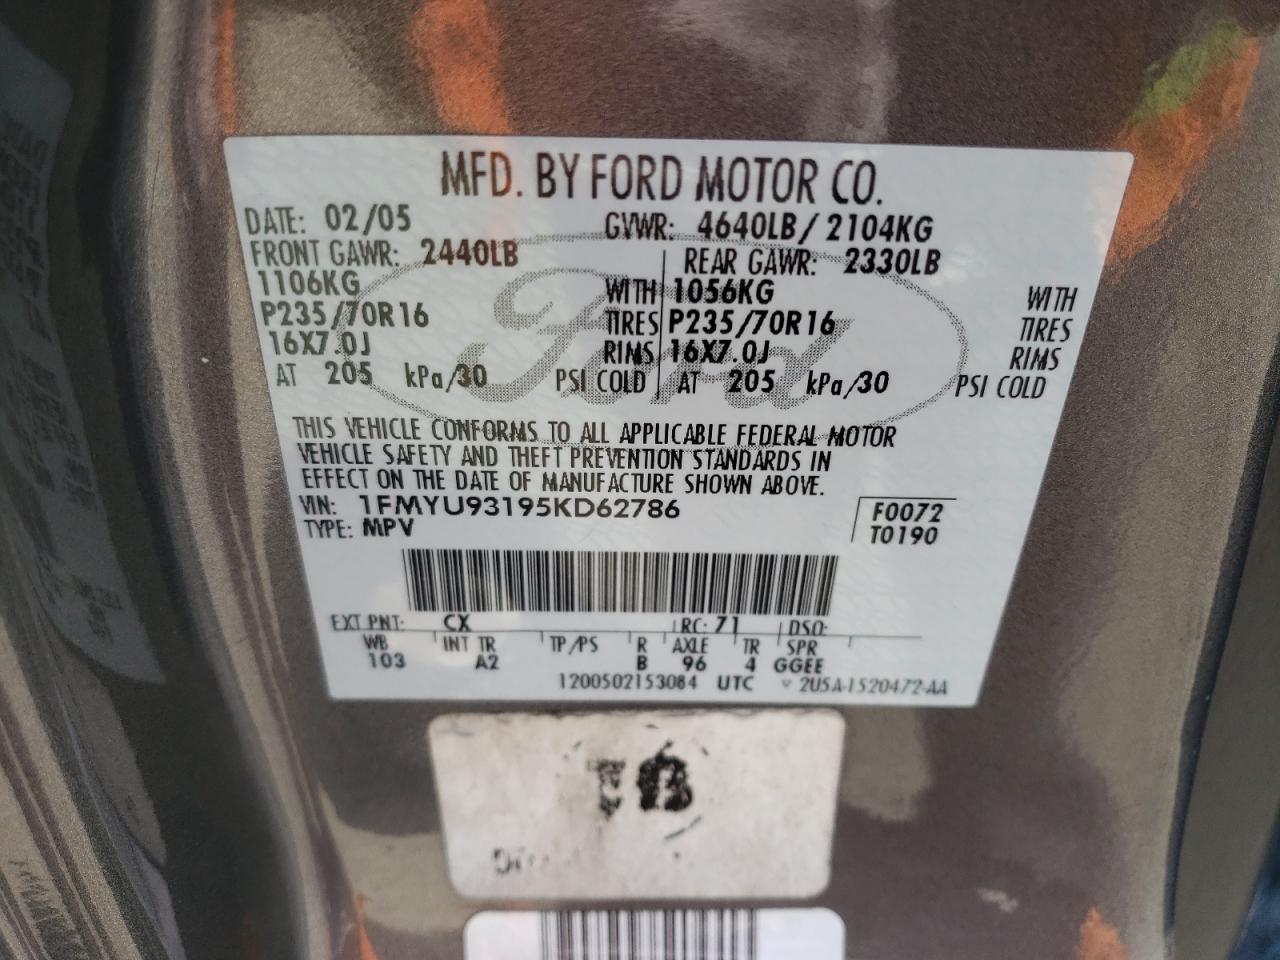 MFD. BY FORD MOTOR CO.
DATE: 02/05 GVWR: 4640LB/ 2104KG
FRONT GAWR: 2440LB REAR GAWR: 2330LB
1106KG WITH 1056KG WITH
P235/70R16 TIRES P235/70R16 TIRES
16X7.0J RIMS 16X7.0J RIMS
AT 205 kPa/30 PSI COLD AT 205 kPa/30 PSI COLD
Ford
THIS VEHICLE CONFORMS TO ALL APPLICABLE FEDERAL MOTOR
VEHICLE SAFETY AND THEFT PREVENTION STANDARDS IN
EFFECT ON THE DATE OF MANUFACTURE SHOWN ABOVE.
VIN: 1FMYU93195KD62786 F0072
TYPE: MPV T0190
EXT PNT: CX RC: 71 DSO:
WB INT TR TP/PS R AXLE TR SPR
103 A2 B 96 4 GGEE
1200502153084 UTC 2U5A-1520472-AA